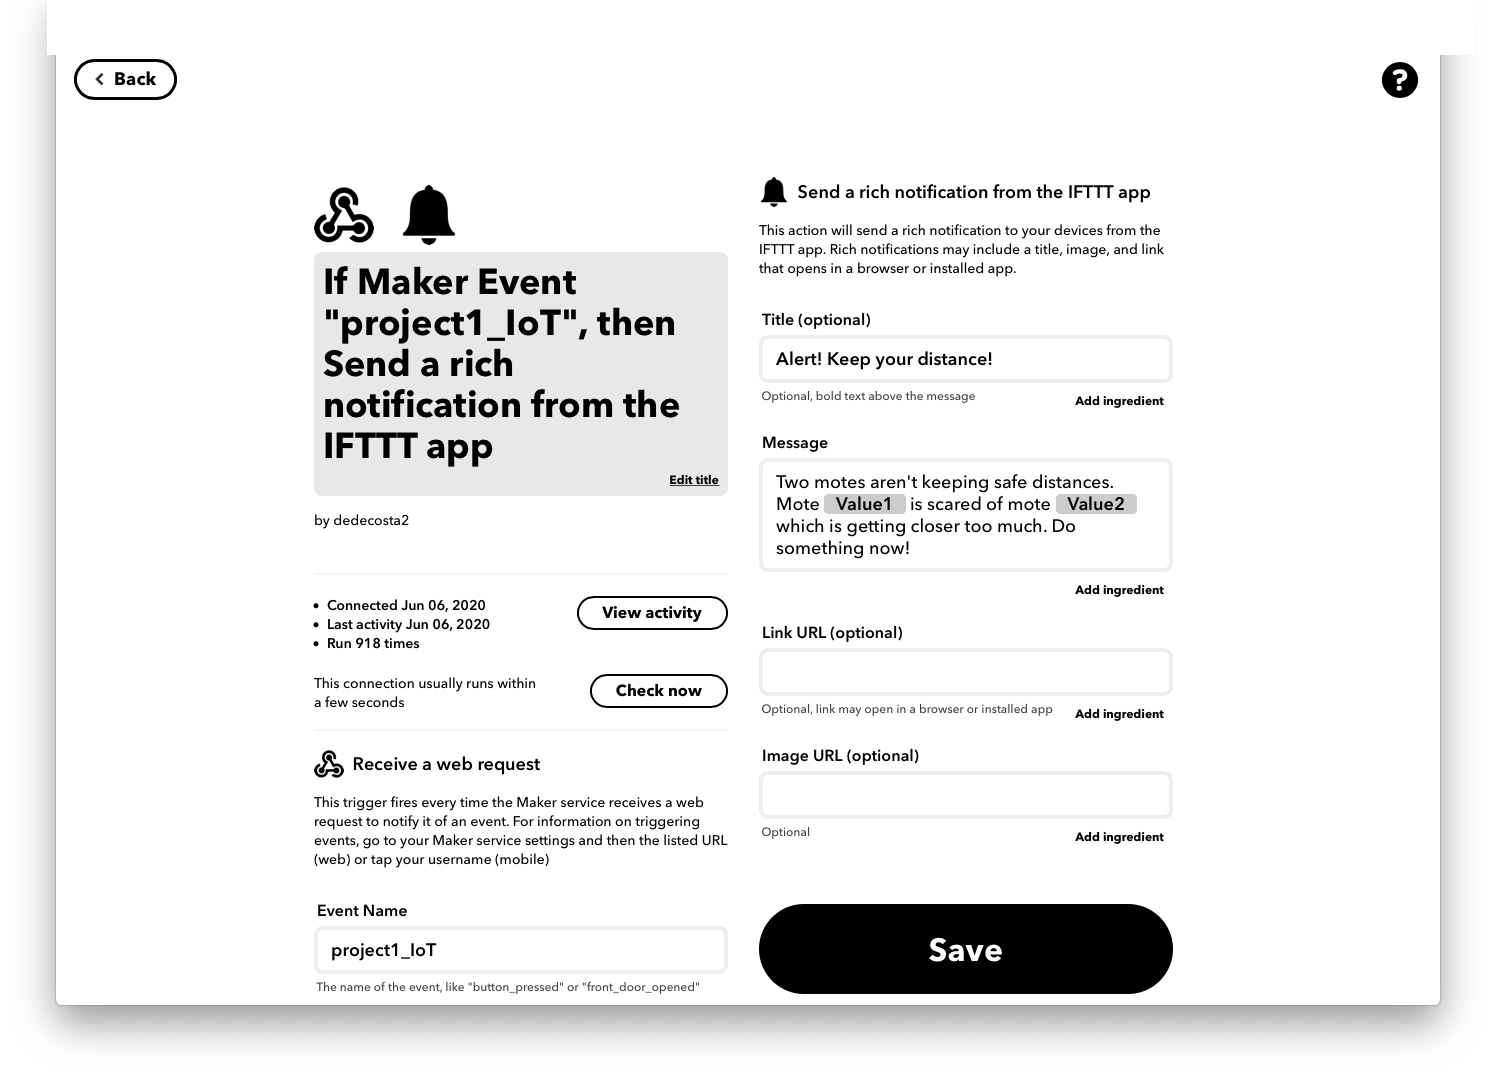 Back
?
If Maker Event
"project1_IoT", then
Send a rich
notification from the
IFTTT app
Edit title
by dedecosta2
• Connected Jun 06, 2020
• Last activity Jun 06, 2020
• Run 918 times
View activity
This connection usually runs within
a few seconds
Check now
Receive a web request
This trigger fires every time the Maker service receives a web
request to notify it of an event. For information on triggering
events, go to your Maker service settings and then the listed URL
(web) or tap your username (mobile)
Event Name
project1_IoT
The name of the event, like "button_pressed" or "front_door_opened"
Send a rich notification from the IFTTT app
This action will send a rich notification to your devices from the
IFTTT app. Rich notifications may include a title, image, and link
that opens in a browser or installed app.
Title (optional)
Alert! Keep your distance!
Optional, bold text above the message
Add ingredient
Message
Two motes aren't keeping safe distances.
Mote Value1 is scared of mote Value2
which is getting closer too much. Do
something now!
Add ingredient
Link URL (optional)
Optional, link may open in a browser or installed app
Add ingredient
Image URL (optional)
Optional
Add ingredient
Save